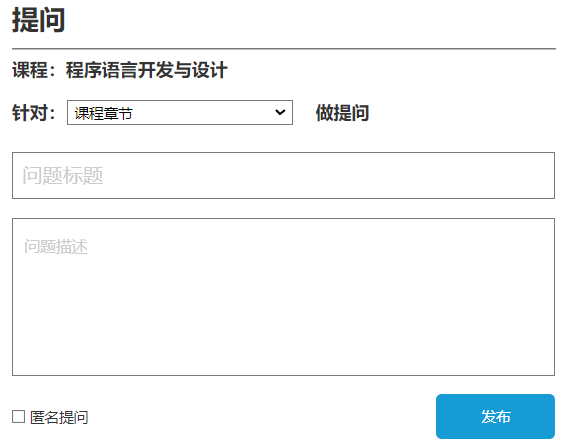 提问
课程：程序语言开发与设计
针对： 课程章节 做提问
问题标题
问题描述
匿名提问 发布